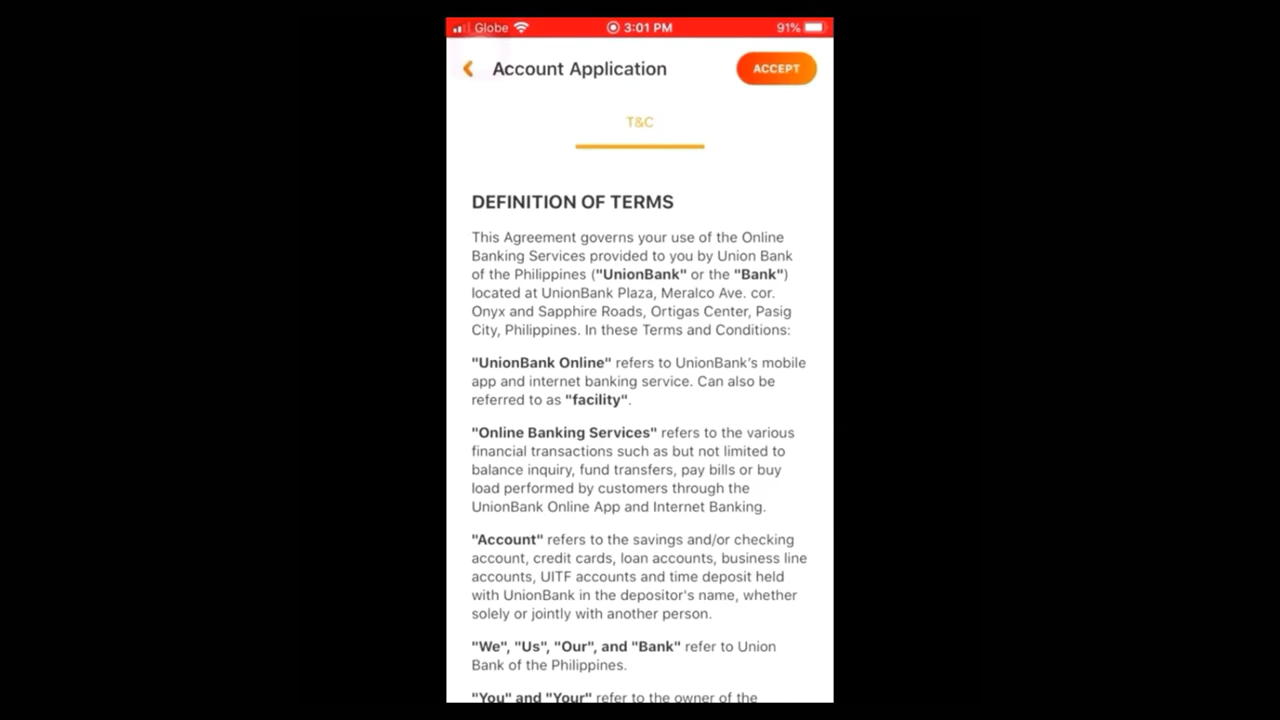 Globe 3:01 PM 91%
Account Application ACCEPT
T&C
DEFINITION OF TERMS
This Agreement governs your use of the Online
Banking Services provided to you by Union Bank
of the Philippines ("UnionBank" or the "Bank")
located at UnionBank Plaza, Meralco Ave. cor.
Onyx and Sapphire Roads, Ortigas Center, Pasig
City, Philippines. In these Terms and Conditions:
"UnionBank Online" refers to UnionBank's mobile
app and internet banking service. Can also be
referred to as "facility".
"Online Banking Services" refers to the various
financial transactions such as but not limited to
balance inquiry, fund transfers, pay bills or buy
load performed by customers through the
UnionBank Online App and Internet Banking.
"Account" refers to the savings and/or checking
account, credit cards, loan accounts, business line
accounts, UITF accounts and time deposit held
with UnionBank in the depositor's name, whether
solely or jointly with another person.
"We", "Us", "Our", and "Bank" refer to Union
Bank of the Philippines.
"You" and "Your" refer to the owner of the